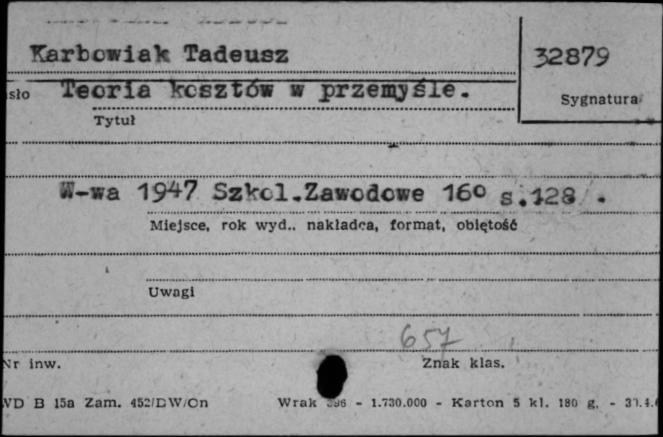 Karbowiak Tadeusz
32879
sło Teoria kosztów w przemyśle.
Sygnatura
Tytuł
W-wa 1947 Szkol.Zawodowe 16º s.128 .
Miejsce, rok wyd., nakładca, format, objętość
Uwagi
657
Nr inw. Znak klas.
WD B 15a Zam. 452/DW/On Wrak - 1.730.000 - Karton 5 kl. 180 g. -